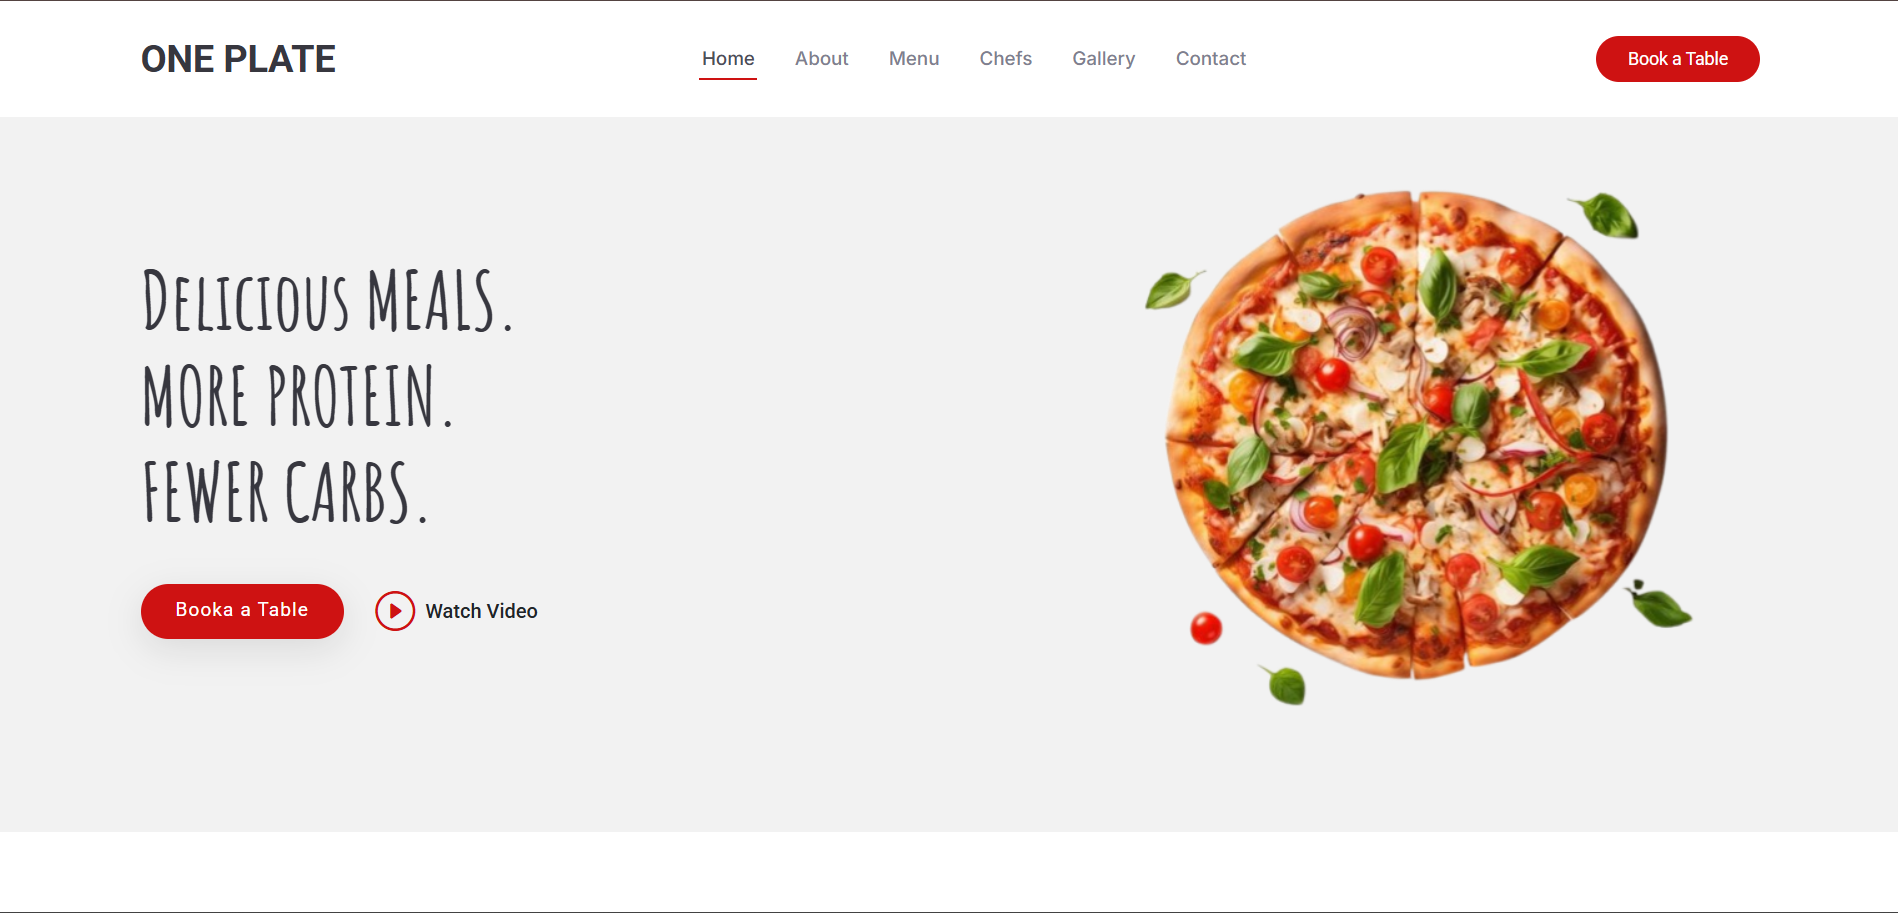 ONE PLATE
Home About Menu Chefs Gallery Contact
Book a Table
Delicious MEALS.
MORE PROTEIN.
FEWER CARBS.
Booka a Table
Watch Video